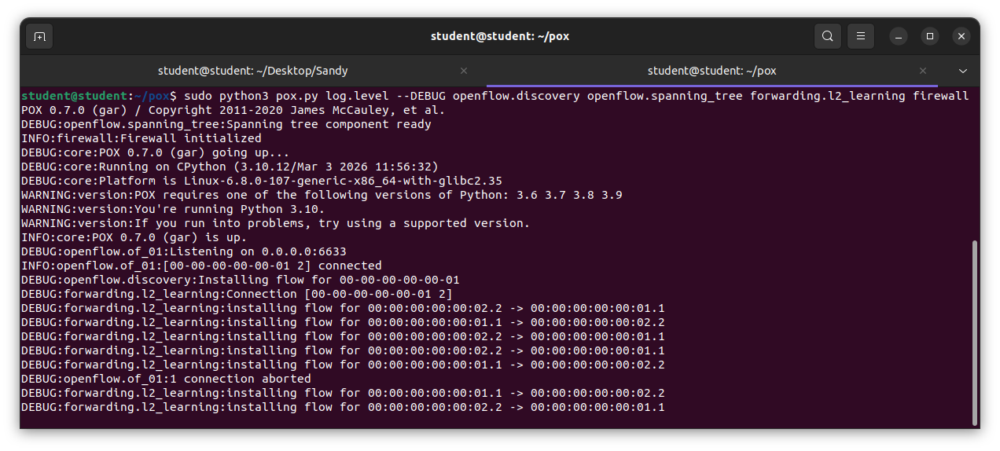 student@student: ~/pox
student@student: ~/Desktop/Sandy
student@student: ~/pox
student@student:~/pox$ sudo python3 pox.py log.level --DEBUG openflow.discovery openflow.spanning_tree forwarding.l2_learning firewall
POX 0.7.0 (gar) / Copyright 2011-2020 James McCauley, et al.
DEBUG:openflow.spanning_tree:Spanning tree component ready
INFO:firewall:Firewall initialized
DEBUG:core:POX 0.7.0 (gar) going up...
DEBUG:core:Running on CPython (3.10.12/Mar 3 2026 11:56:32)
DEBUG:core:Platform is Linux-6.8.0-107-generic-x86_64-with-glibc2.35
WARNING:version:POX requires one of the following versions of Python: 3.6 3.7 3.8 3.9
WARNING:version:You're running Python 3.10.
WARNING:version:If you run into problems, try using a supported version.
INFO:core:POX 0.7.0 (gar) is up.
DEBUG:openflow.of_01:Listening on 0.0.0.0:6633
INFO:openflow.of_01:[00-00-00-00-00-01 2] connected
DEBUG:openflow.discovery:Installing flow for 00-00-00-00-00-01
DEBUG:forwarding.l2_learning:Connection [00-00-00-00-00-01 2]
DEBUG:forwarding.l2_learning:installing flow for 00:00:00:00:00:02.2 -> 00:00:00:00:00:01.1
DEBUG:forwarding.l2_learning:installing flow for 00:00:00:00:00:01.1 -> 00:00:00:00:00:02.2
DEBUG:forwarding.l2_learning:installing flow for 00:00:00:00:00:02.2 -> 00:00:00:00:00:01.1
DEBUG:forwarding.l2_learning:installing flow for 00:00:00:00:00:02.2 -> 00:00:00:00:00:01.1
DEBUG:forwarding.l2_learning:installing flow for 00:00:00:00:00:01.1 -> 00:00:00:00:00:02.2
DEBUG:openflow.of_01:1 connection aborted
DEBUG:forwarding.l2_learning:installing flow for 00:00:00:00:00:01.1 -> 00:00:00:00:00:02.2
DEBUG:forwarding.l2_learning:installing flow for 00:00:00:00:00:02.2 -> 00:00:00:00:00:01.1